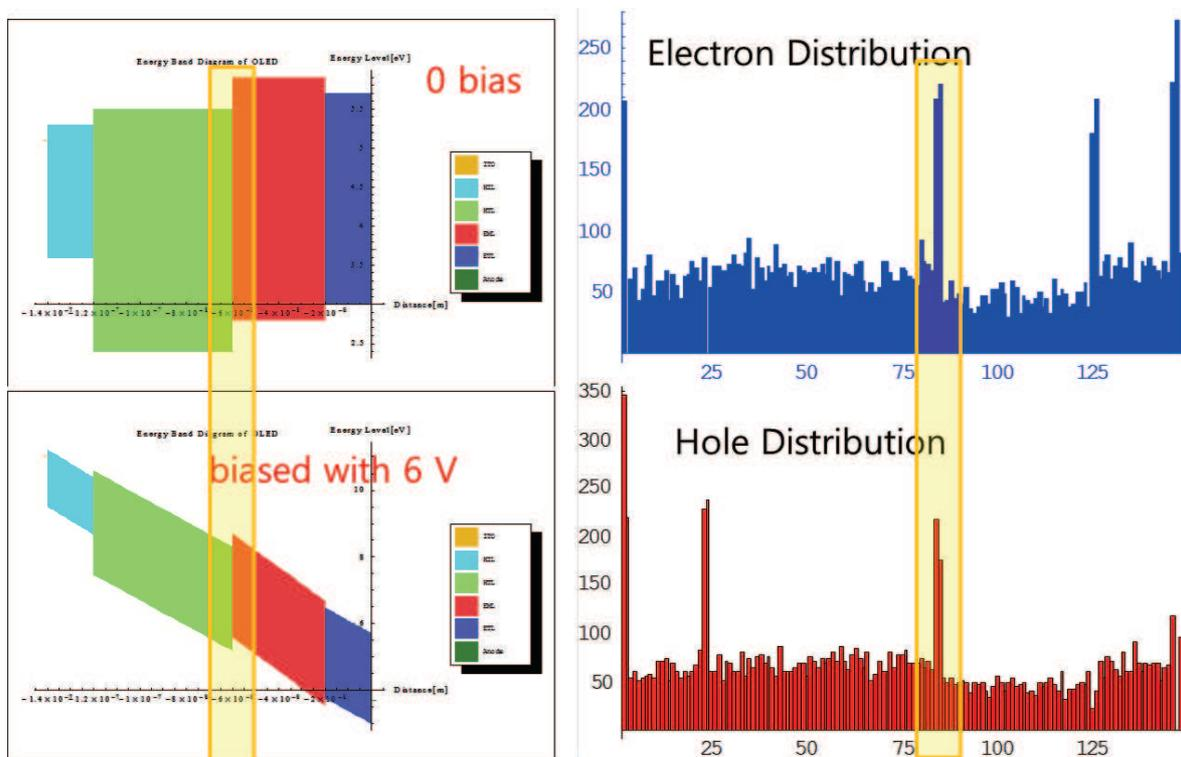 Energy Band Diagram of OLED
Energy Level[eV]
0 bias
5.5
5
4.5
4
3.5
2.5
ITO
HIL
HTL
EML
ETL
Anode
Distance[m]
Electron Distribution
250
200
150
100
50
25
50
75
100
125
Energy Band Diagram of OLED
Energy Level[eV]
biased with 6 V
10
8
6
ITO
HIL
HTL
EML
ETL
Anode
Distance[m]
Hole Distribution
350
300
250
200
150
100
50
25
50
75
100
125